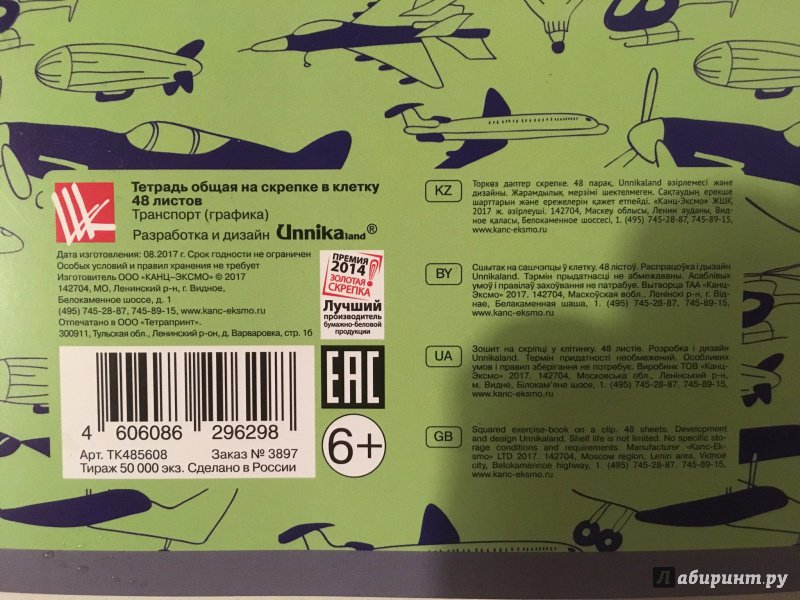 Тетрадь общая на скрепке в клетку
48 листов
Транспорт (графика)
Разработка и дизайн Unnikaland®
Дата изготовления: 08.2017 г. Срок годности не ограничен
Особых условий и правил хранения не требует
Изготовитель ООО «КАНЦ-ЭКСМО» © 2017
142704, МО, Ленинский р-н, г. Видное,
Белокаменное шоссе, д. 1
(495) 745-28-87, 745-89-15, www.kanc-eksmo.ru
Отпечатано в ООО «Тетрапринт».
300911, Тульская обл., Ленинский р-он, д. Варваровка, стр. 16
ПРЕМИЯ
2014
ЗОЛОТАЯ
СКРЕПКА
Лучший
производитель
бумажно-беловой
продукции
4 606086 296298
Арт. ТК485608 Заказ № 3897
Тираж 50 000 экз. Сделано в России
EAC
6+
KZ
Торкөз дәптер скрепке. 48 парақ. Unnikaland әзірлемесі және
дизайны. Жарамдылық мерзімі шектелмеген. Сақтаудың ерекше
шарттарын және ережелерін қажет етпейді. «Канц-Эксмо» ЖШҚ
2017 ж. әзірлеуші. 142704, Маскеу облысы, Ленин ауданы, Вид-
ное қаласы, Белокаменное шоссесі, 1. (495) 745-28-87, 745-89-15,
www.kanc-eksmo.ru
BY
Сшытак на сашчэпцы ў клетку. 48 лістоў. Распрацоўка і дызайн
Unnikaland. Тэрмін прыдатнасці не абмежаваны. Асаблівых
умоў і правілаў захоўвання не патрабуе. Вытворца ТАА «Канц-
Эксмо» 2017. 142704, Маскоўская вобл., Ленінскі р-н, г. Від-
нае, Белакаменная шаша, 1. (495) 745-28-87, 745-89-15,
www.kanc-eksmo.ru
UA
Зошит на скріпці у клітинку. 48 листів. Розробка і дизайн
Unnikaland. Термін придатності необмежений. Особливих
умов і правил зберігання не потребує. Виробник ТОВ «Канц-
Эксмо» 2017. 142704, Московська обл., Ленінський р-н,
м. Видне, Білокам'яне шосе, 1. (495) 745-28-87, 745-89-15,
www.kanc-eksmo.ru
GB
Squared exercise-book on a clip. 48 sheets. Development
and design Unnikaland. Shelf life is not limited. No specific sto-
rage conditions and requirements. Manufacturer «Kanc-Ek-
smo» LTD 2017. 142704, Moscow region, Lenin area, Vidnoe
city, Belokamennoe highway, 1. (495) 745-28-87, 745-89-15,
www.kanc-eksmo.ru
Лабиринт.ру